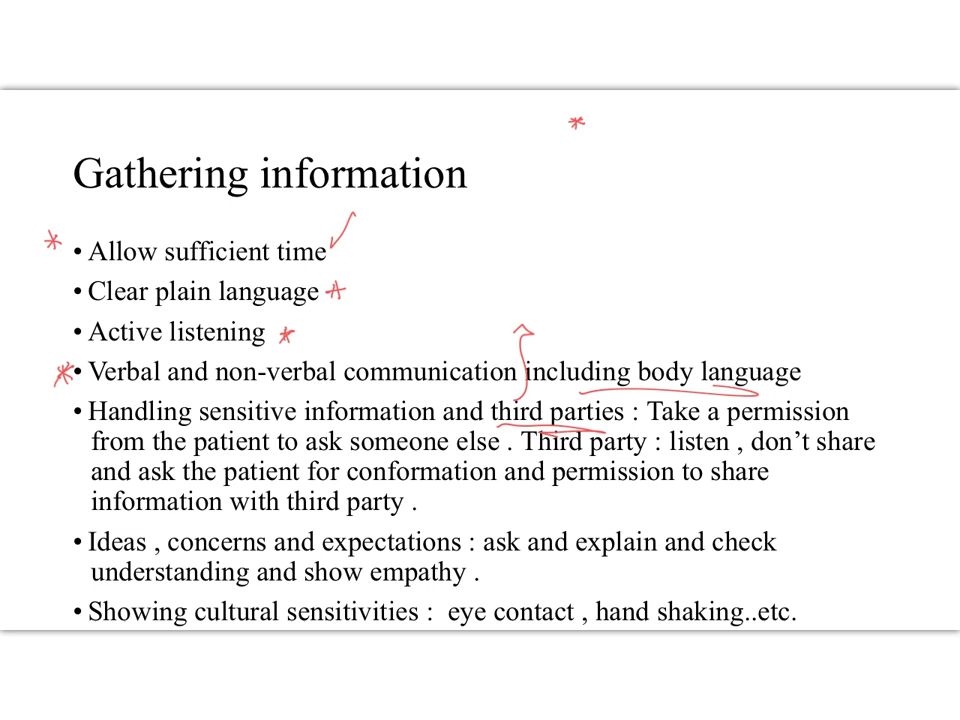 Gathering information
• Allow sufficient time
• Clear plain language
• Active listening
• Verbal and non-verbal communication including body language
• Handling sensitive information and third parties : Take a permission
from the patient to ask someone else . Third party : listen , don’t share
and ask the patient for conformation and permission to share
information with third party .
• Ideas , concerns and expectations : ask and explain and check
understanding and show empathy .
• Showing cultural sensitivities :  eye contact , hand shaking..etc.